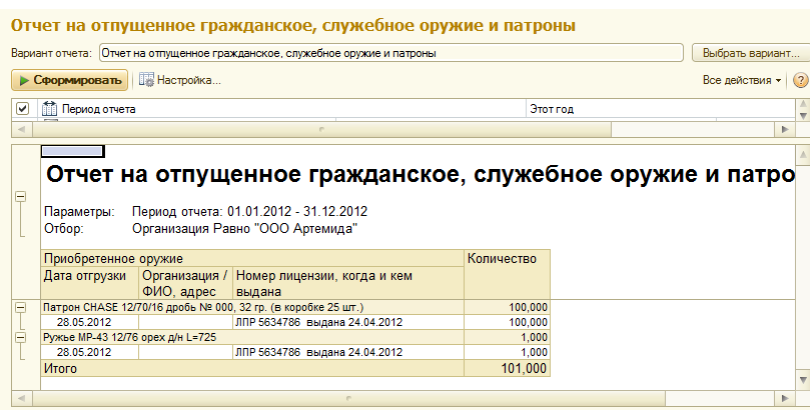 Отчет на отпущенное гражданское, служебное оружие и патроны
Вариант отчета: Отчет на отпущенное гражданское, служебное оружие и патроны Выбрать вариант...
Сформировать Настройка... Все действия ?
Период отчета Этот год
Отчет на отпущенное гражданское, служебное оружие и патро
Параметры: Период отчета: 01.01.2012 - 31.12.2012
Отбор: Организация Равно "ООО Артемида"
Приобретенное оружие Количество
Дата отгрузки Организация / Номер лицензии, когда и кем
ФИО, адрес выдана
Патрон CHASE 12/70/16 дробь № 000, 32 гр. (в коробке 25 шт.) 100,000
28.05.2012 ЛПР 5634786 выдана 24.04.2012 100,000
Ружье МР-43 12/76 орех д/н L=725 1,000
28.05.2012 ЛПР 5634786 выдана 24.04.2012 1,000
Итого 101,000